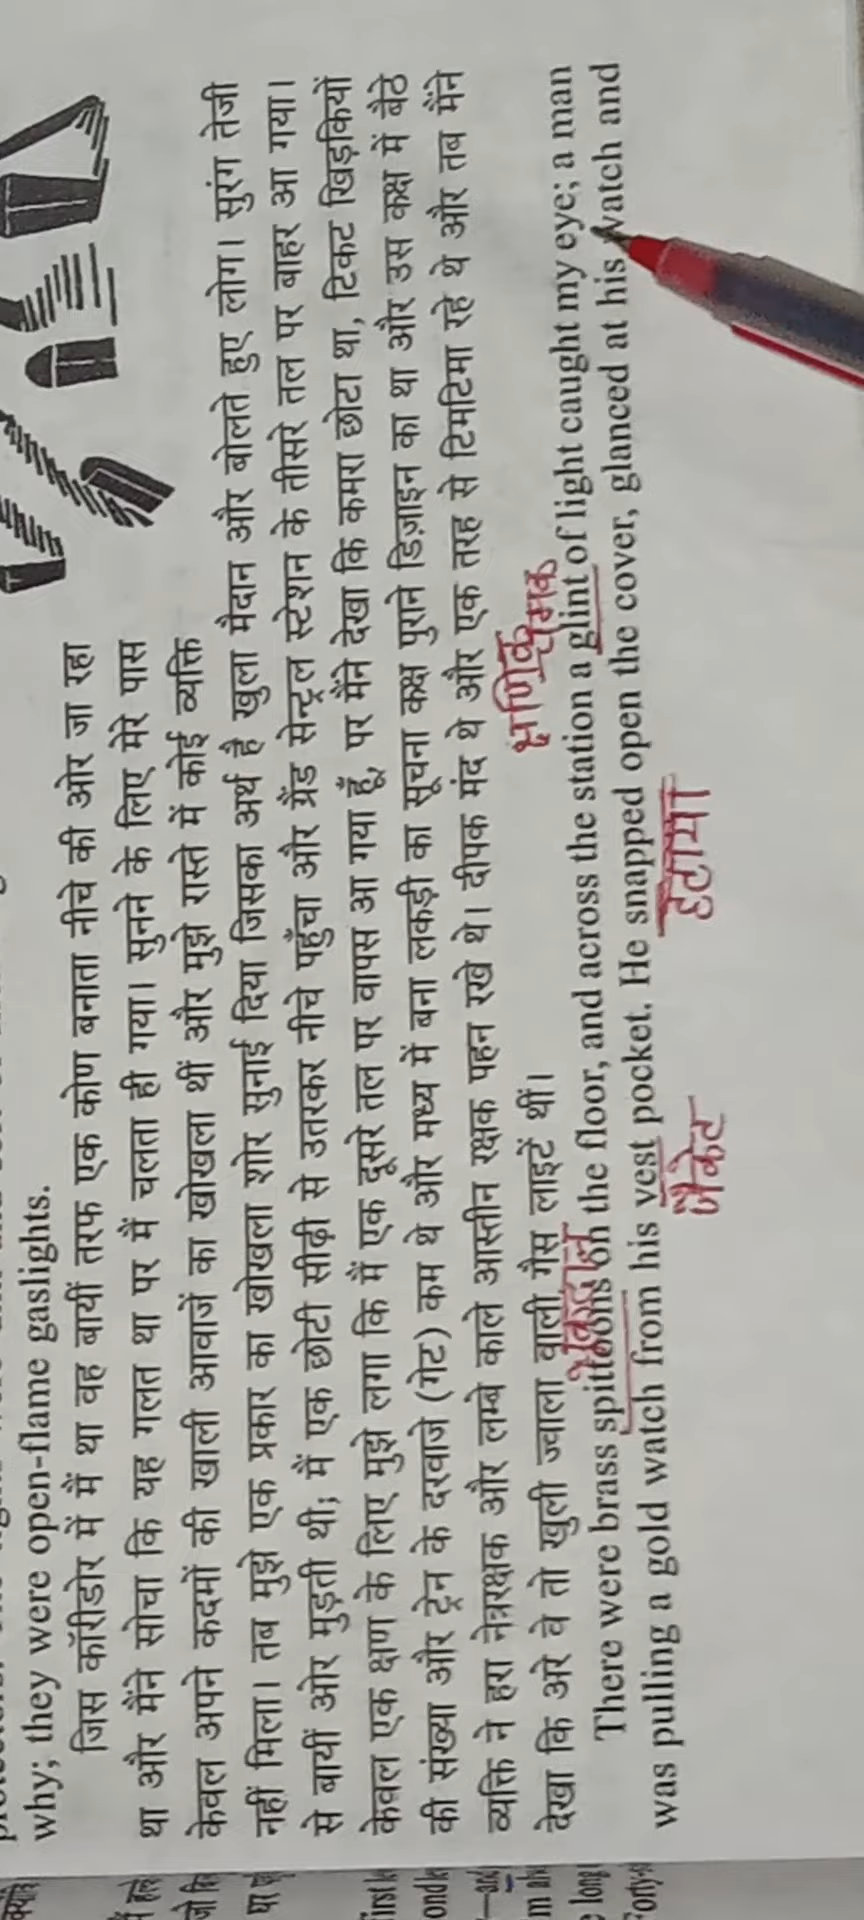 why; they were open-flame gaslights.
जिस कॉरीडोर में मैं था वह बायीं तरफ एक कोण बनाता नीचे की ओर जा रहा
था और मैंने सोचा कि यह गलत था पर मैं चलता ही गया। सुनने के लिए मेरे पास
केवल अपने कदमों की खाली आवाजें का खोखला थीं और मुझे रास्ते में कोई व्यक्ति
नहीं मिला। तब मुझे एक प्रकार का खोखला शोर सुनाई दिया जिसका अर्थ है खुला मैदान और बोलते हुए लोग। सुरंग तेजी
से बायीं ओर मुड़ती थी; मैं एक छोटी सीढ़ी से उतरकर नीचे पहुँचा और ग्रैंड सेन्ट्रल स्टेशन के तीसरे तल पर बाहर आ गया।
केवल एक क्षण के लिए मुझे लगा कि मैं एक दूसरे तल पर वापस आ गया हूँ, पर मैंने देखा कि कमरा छोटा था, टिकट खिड़कियों
की संख्या और ट्रेन के दरवाजे (गेट) कम थे और मध्य में बना लकड़ी का सूचना कक्ष पुराने डिज़ाइन का था और उस कक्ष में बैठे
व्यक्ति ने हरा नेत्ररक्षक और लम्बे काले आस्तीन रक्षक पहन रखे थे। दीपक मंद थे और एक तरह से टिमटिमा रहे थे और तब मैंने
देखा कि अरे वे तो खुली ज्वाला वाली गैस लाइटें थीं।
क्षणिक चमक
There were brass spittoons on the floor, and across the station a glint of light caught my eye; a man
was pulling a gold watch from his vest pocket. He snapped open the cover, glanced at his watch and
जैकेट हटाया